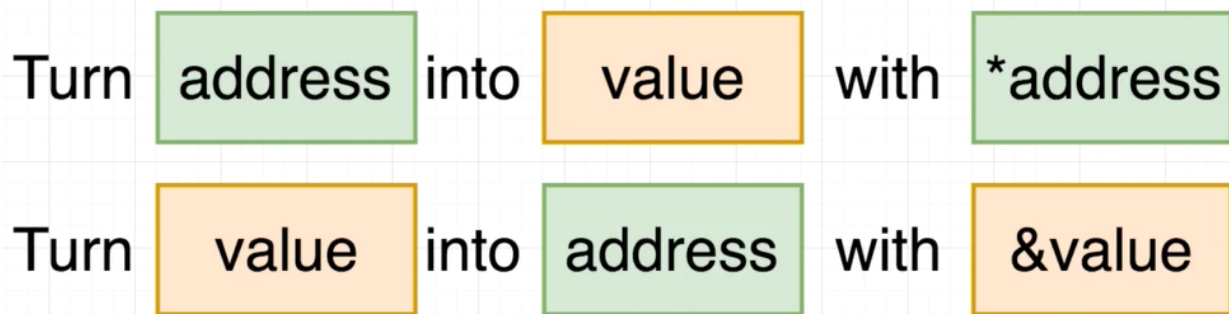 Turn address into value with *address
Turn value into address with &value